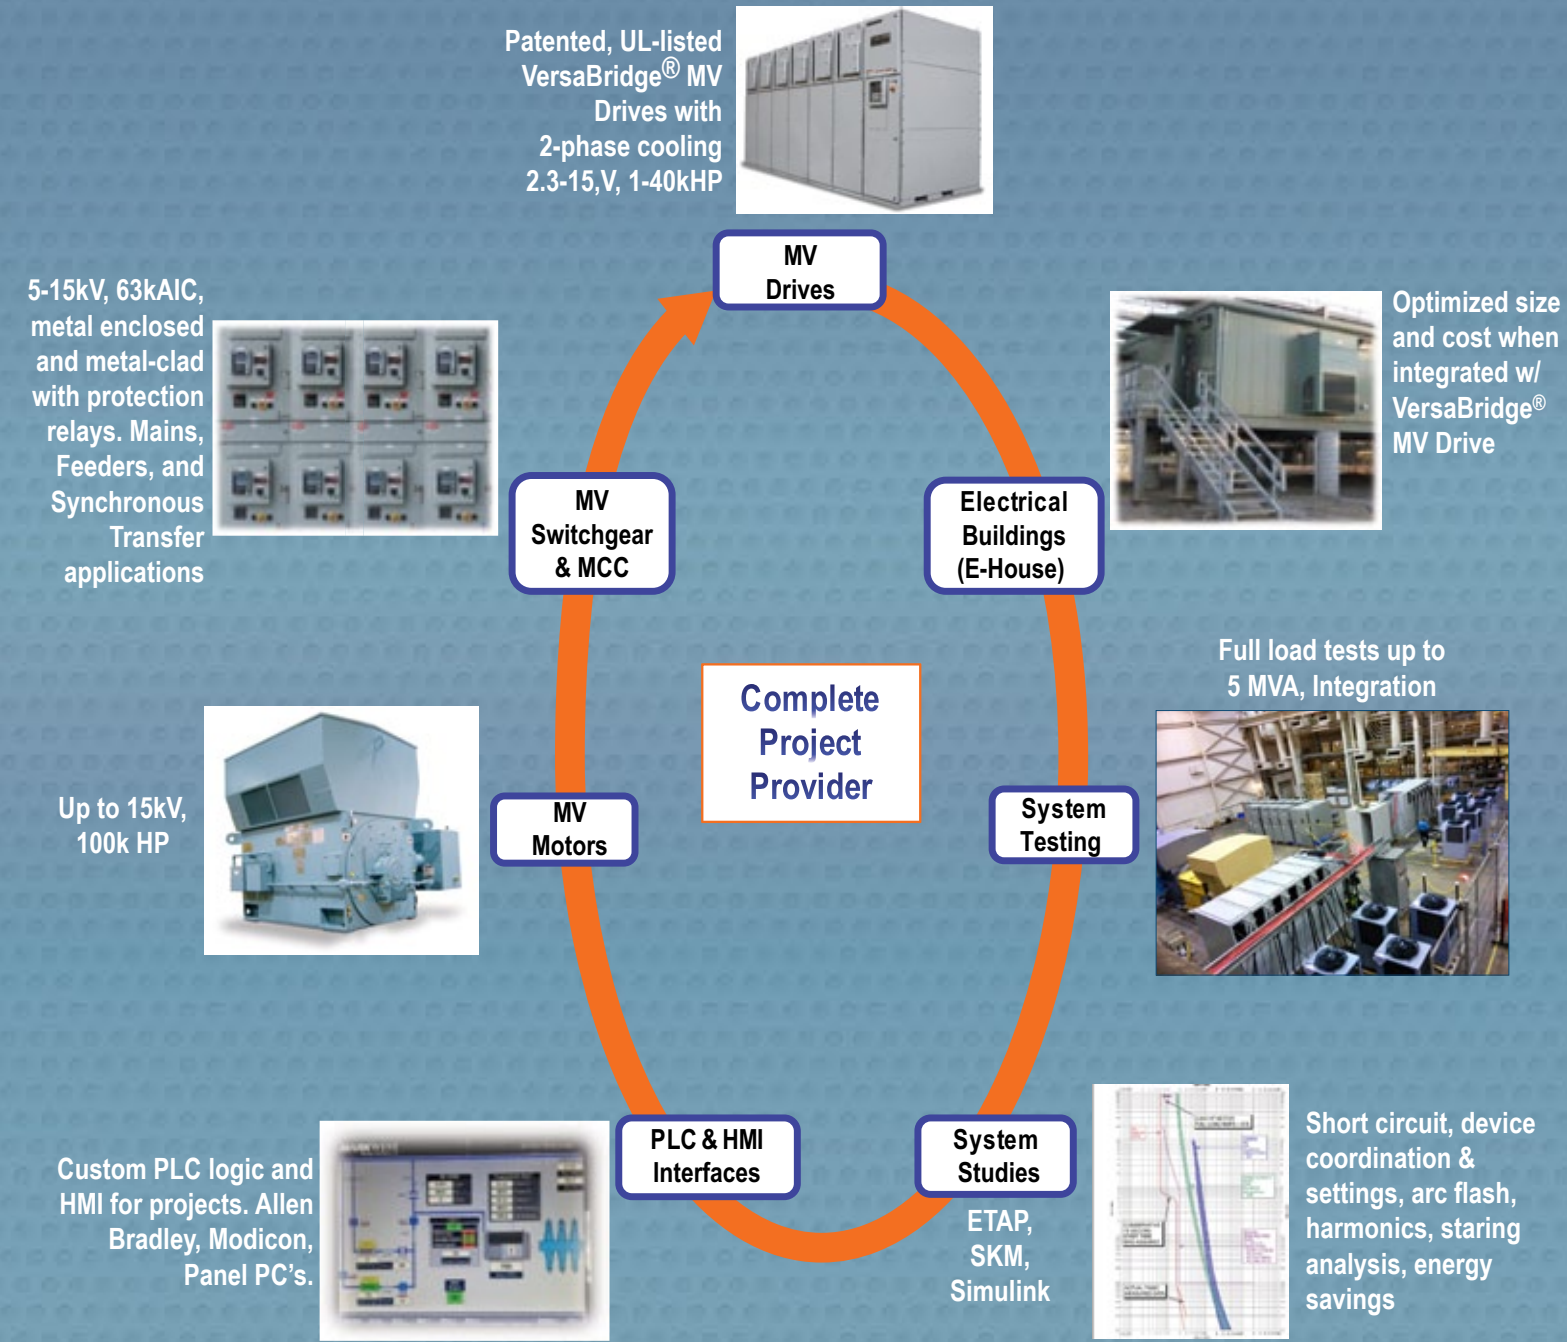 Patented, UL-listed
VersaBridge® MV
Drives with
2-phase cooling
2.3-15,V, 1-40kHP
MV
Drives
5-15kV, 63kAIC,
metal enclosed
and metal-clad
with protection
relays. Mains,
Feeders, and
Synchronous
Transfer
applications
Optimized size
and cost when
integrated w/
VersaBridge®
MV Drive
MV
Switchgear
& MCC
Electrical
Buildings
(E-House)
Full load tests up to
5 MVA, Integration
Complete
Project
Provider
Up to 15kV,
100k HP
MV
Motors
System
Testing
PLC & HMI
Interfaces
System
Studies
ETAP,
SKM,
Simulink
Custom PLC logic and
HMI for projects. Allen
Bradley, Modicon,
Panel PC's.
Short circuit, device
coordination &
settings, arc flash,
harmonics, staring
analysis, energy
savings